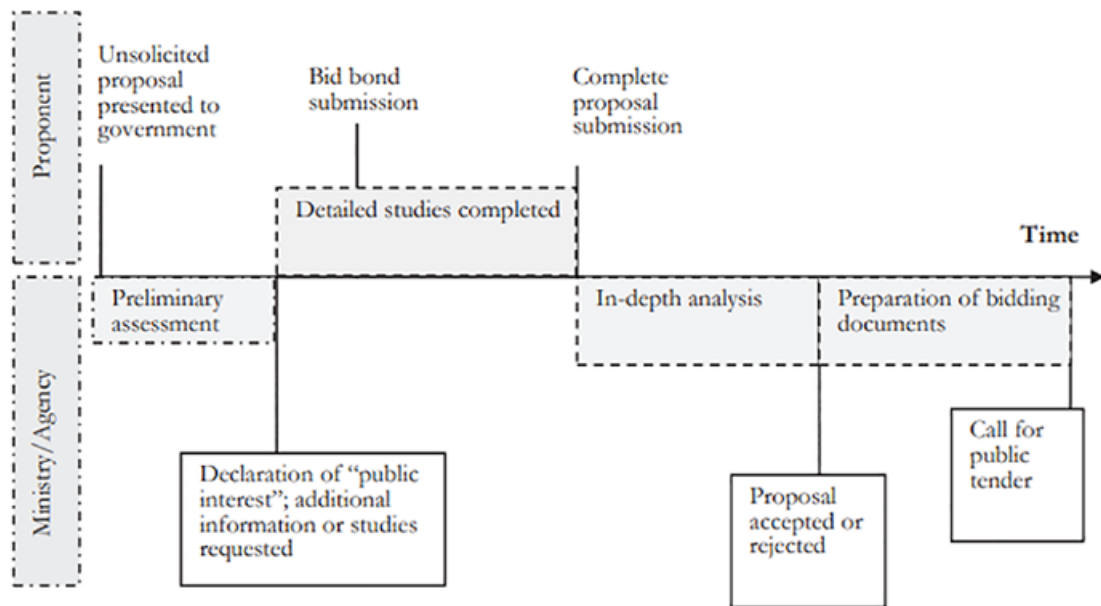 Proponent
Unsolicited
proposal
presented to
government
Bid bond
submission
Complete
proposal
submission
Detailed studies completed
Time
Ministry/Agency
Preliminary
assessment
In-depth analysis
Preparation of bidding
documents
Declaration of “public
interest”; additional
information or studies
requested
Proposal
accepted or
rejected
Call for
public
tender